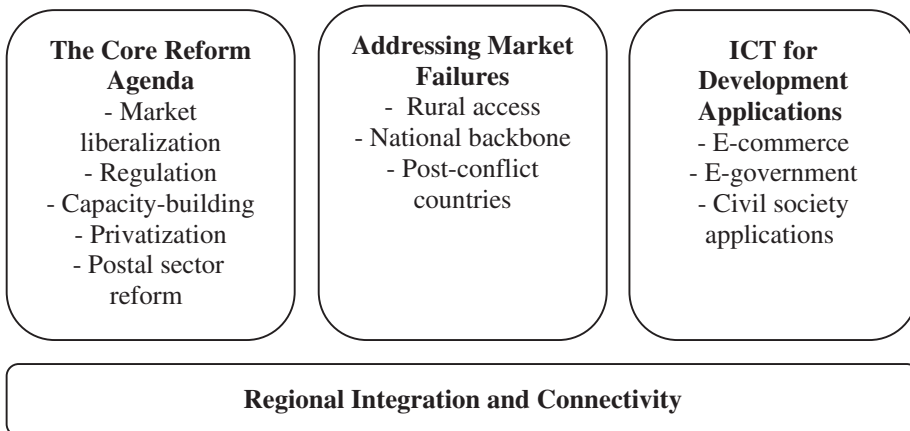 The Core Reform
Agenda
- Market
liberalization
- Regulation
- Capacity-building
- Privatization
- Postal sector
reform
Addressing Market
Failures
- Rural access
- National backbone
- Post-conflict
countries
ICT for
Development
Applications
- E-commerce
- E-government
- Civil society
applications
Regional Integration and Connectivity